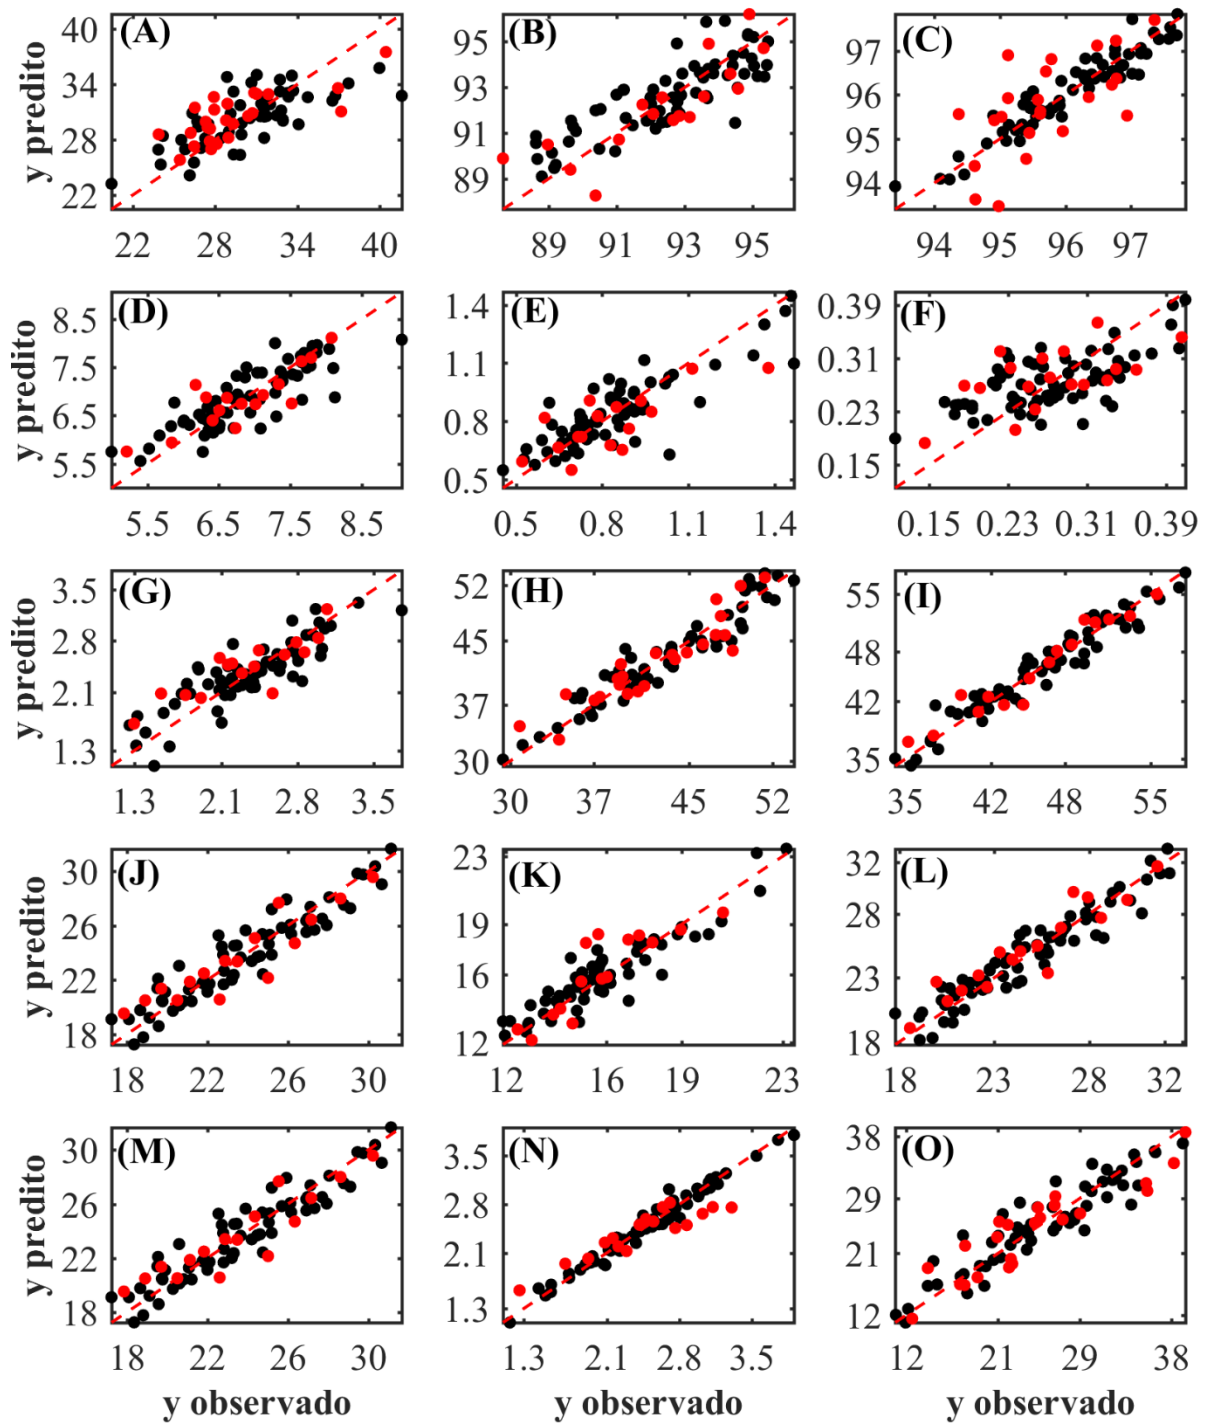 (A) (B) (C)
y predito
40
34
28
22
95
93
91
89
97
96
95
94
22 28 34 40
89 91 93 95
94 95 96 97
(D) (E) (F)
y predito
8.5
7.5
6.5
5.5
1.4
1.1
0.8
0.5
0.39
0.31
0.23
0.15
5.5 6.5 7.5 8.5
0.5 0.8 1.1 1.4
0.15 0.23 0.31 0.39
(G) (H) (I)
y predito
3.5
2.8
2.1
1.3
52
45
37
30
55
48
42
35
1.3 2.1 2.8 3.5
30 37 45 52
35 42 48 55
(J) (K) (L)
y predito
30
26
22
18
23
19
16
12
32
28
23
18
18 22 26 30
12 16 19 23
18 23 28 32
(M) (N) (O)
y predito
30
26
22
18
3.5
2.8
2.1
1.3
38
29
21
12
18 22 26 30
1.3 2.1 2.8 3.5
12 21 29 38
y observado y observado y observado